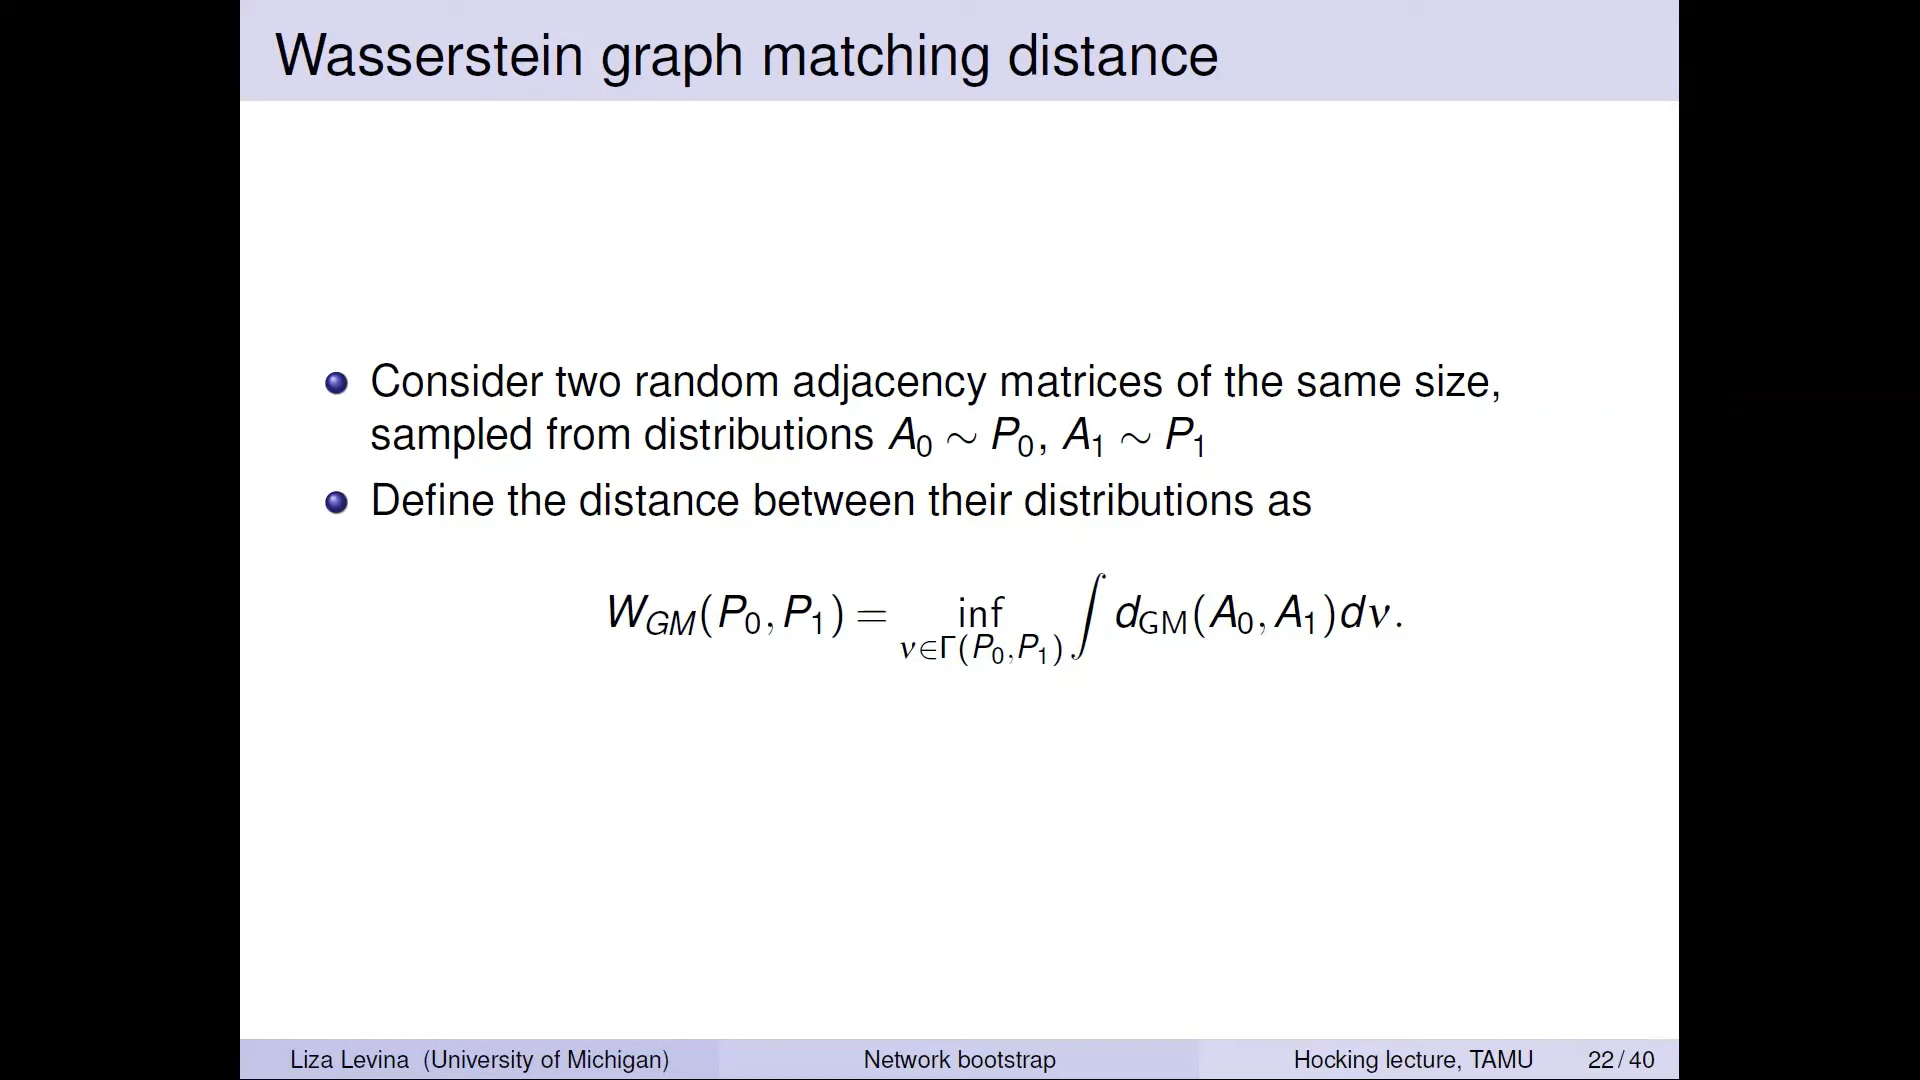 Wasserstein graph matching distance
Consider two random adjacency matrices of the same size,
sampled from distributions A₀ ∼ P₀, A₁ ∼ P₁
Define the distance between their distributions as
W_GM(P₀, P₁) = inf_{ν∈Γ(P₀,P₁)} ∫ d_GM(A₀, A₁)dν.
Liza Levina (University of Michigan) Network bootstrap Hocking lecture, TAMU 22 / 40